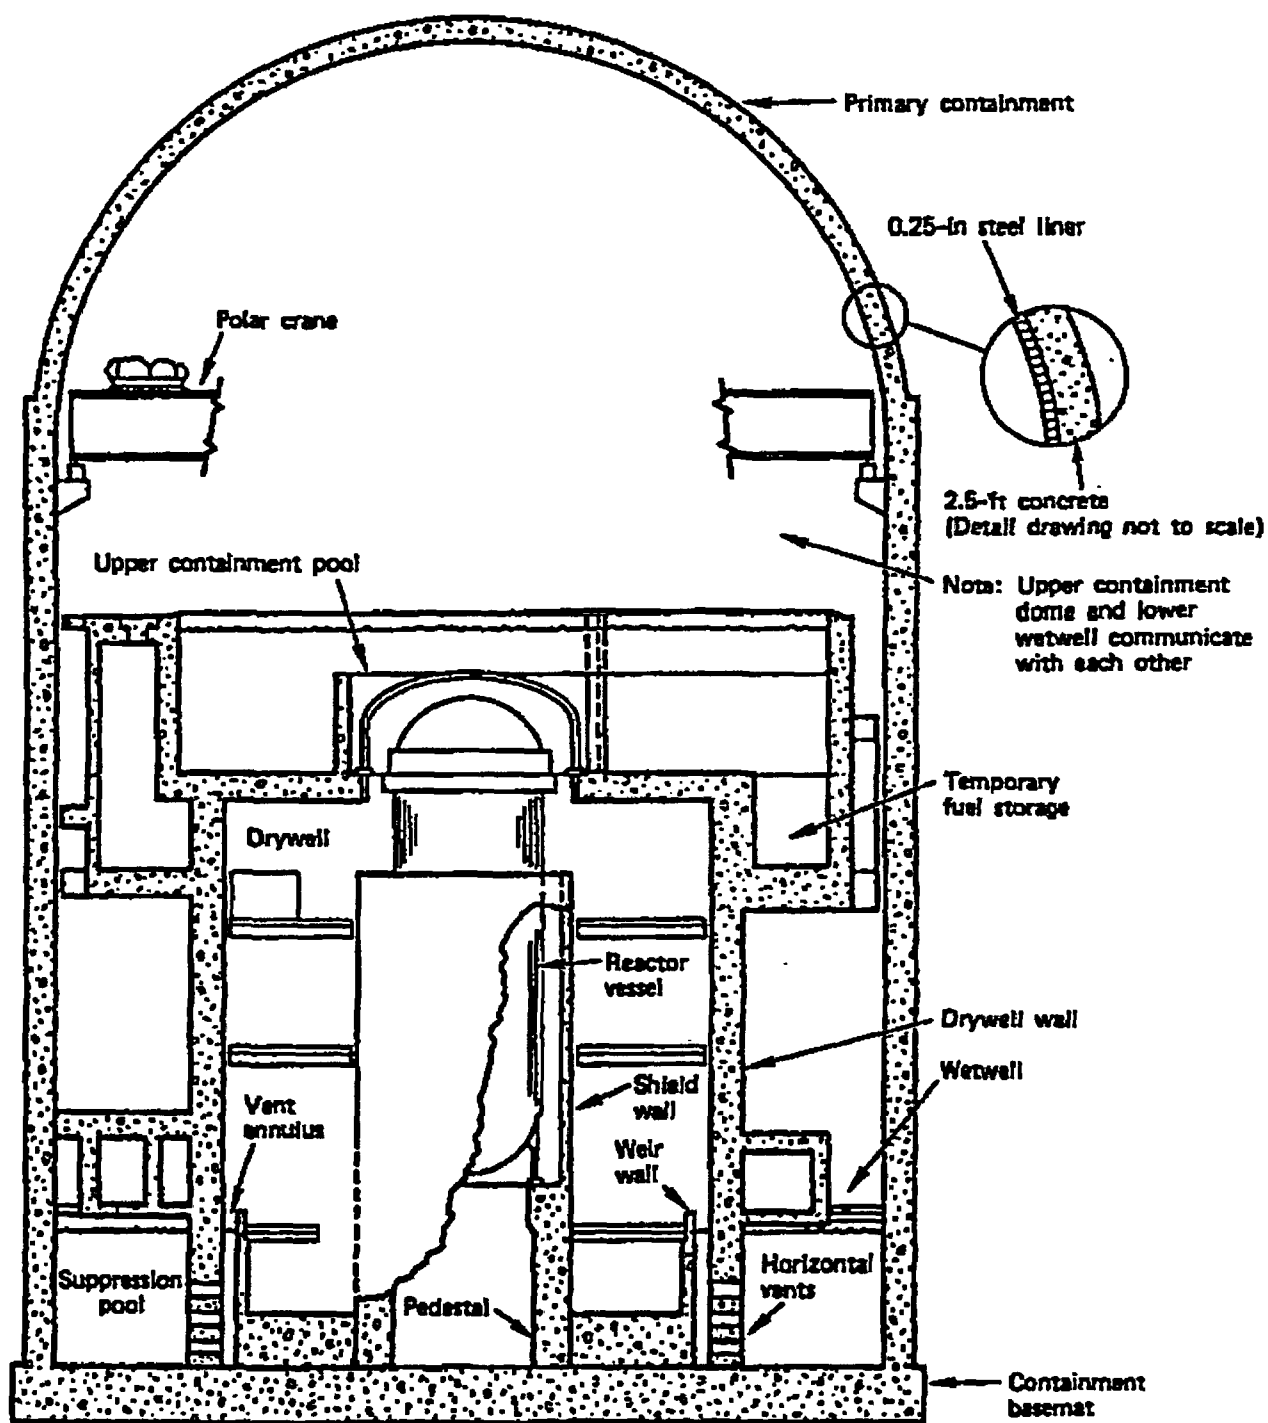 Primary containment
0.25-in steel liner
Polar crane
2.5-ft concrete
(Detail drawing not to scale)
Upper containment pool
Note: Upper containment
dome and lower
wetwell communicate
with each other
Temporary
fuel storage
Drywell
Reactor
vessel
Drywell wall
Wetwell
Shield
wall
Vent
annulus
Weir
wall
Suppression
pool
Horizontal
vents
Pedestal
Containment
basemat